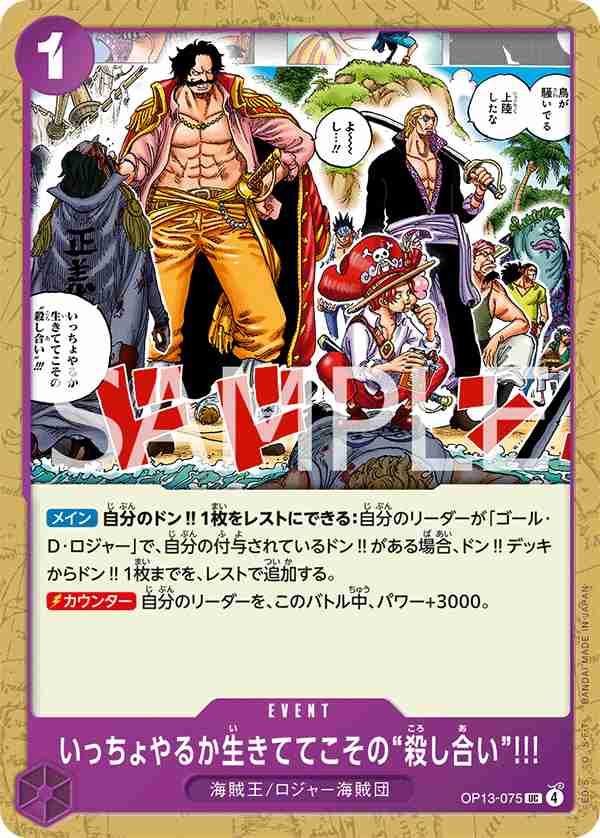 1
鳥が
騒いでる
上陸
したな
よーく
し…!!
正義
いっちょやるか
生きててこその
“殺し合い”!!!
ドドン
SAMPLE
メイン 自分のドン!!1枚をレストにできる:自分のリーダーが「ゴール・
D・ロジャー」で、自分の付与されているドン!!がある場合、ドン!!デッキ
からドン!!1枚までを、レストで追加する。
カウンター 自分のリーダーを、このバトル中、パワー+3000。
EVENT
いっちょやるか生きててこその“殺し合い”!!!
海賊王/ロジャー海賊団
OP13-075 UC 4
BANDAI MADE IN JAPAN